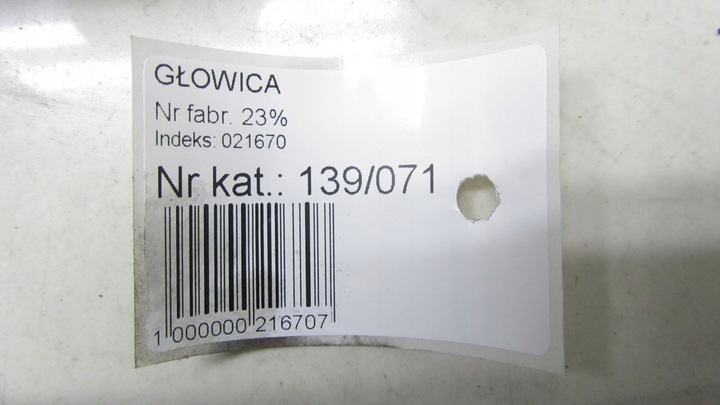 GŁOWICA
Nr fabr. 23%
Indeks: 021670
Nr kat.: 139/071
1 000000 216707